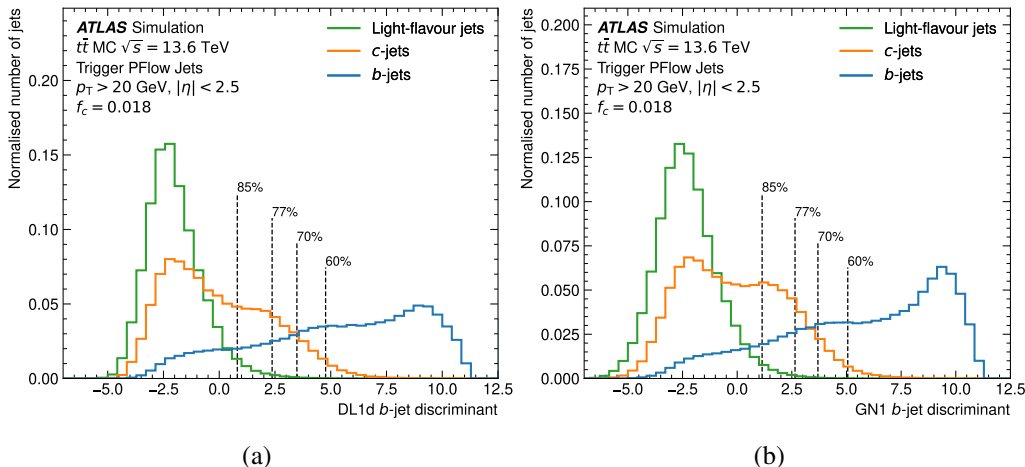 ATLAS Simulation
tt̄ MC √s = 13.6 TeV
Trigger PFlow Jets
pT > 20 GeV, |η| < 2.5
fc = 0.018
Light-flavour jets
c-jets
b-jets
Normalised number of jets
0.20
0.15
0.10
0.05
0.00
85%
77%
70%
60%
−5.0 −2.5 0.0 2.5 5.0 7.5 10.0 12.5
DL1d b-jet discriminant
(a)
ATLAS Simulation
tt̄ MC √s = 13.6 TeV
Trigger PFlow Jets
pT > 20 GeV, |η| < 2.5
fc = 0.018
Light-flavour jets
c-jets
b-jets
Normalised number of jets
0.200
0.175
0.150
0.125
0.100
0.075
0.050
0.025
0.000
85%
77%
70%
60%
−5.0 −2.5 0.0 2.5 5.0 7.5 10.0 12.5
GN1 b-jet discriminant
(b)